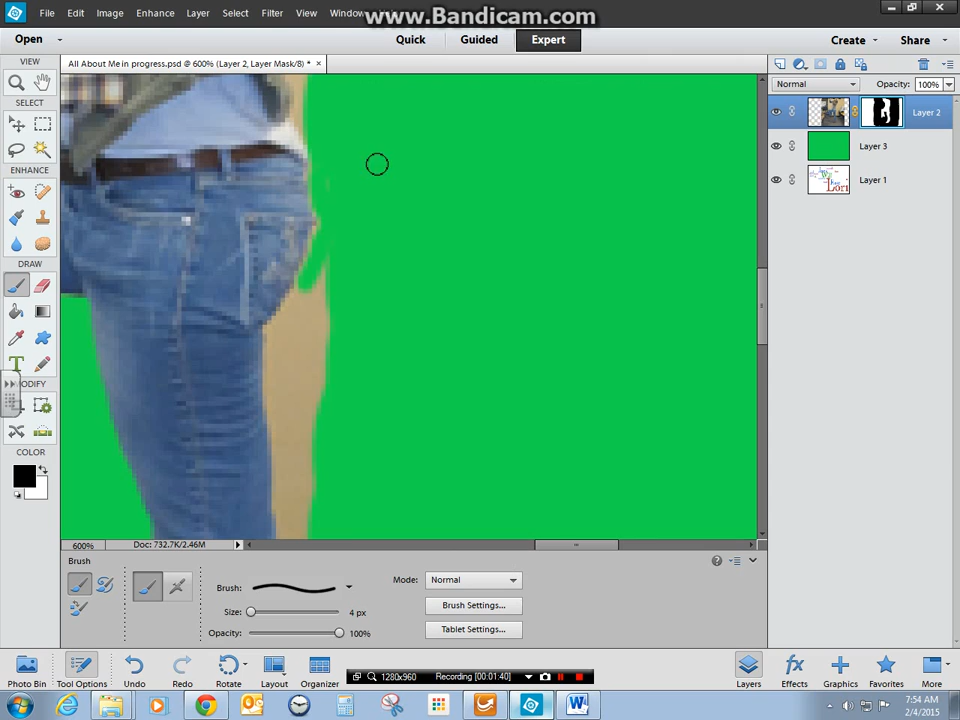 File Edit Image Enhance Layer Select Filter View Window
www.Bandicam.com
Open Quick Guided Expert Create Share
VIEW
All About Me in progress.psd @ 600% (Layer 2, Layer Mask/8) * ×
Normal Opacity: 100%
SELECT
Layer 2
Layer 3
ENHANCE
Layer 1
Lori
DRAW
T
MODIFY
COLOR
600% Doc: 732.7K/2.46M
Brush
Brush: Mode: Normal
Size: 4 px Brush Settings...
Opacity: 100% Tablet Settings...
Photo Bin Tool Options Undo Redo Rotate Layout Organizer 1280x960 Recording [00:01:40] Layers Effects Graphics Favorites More
7:54 AM
2/4/2015